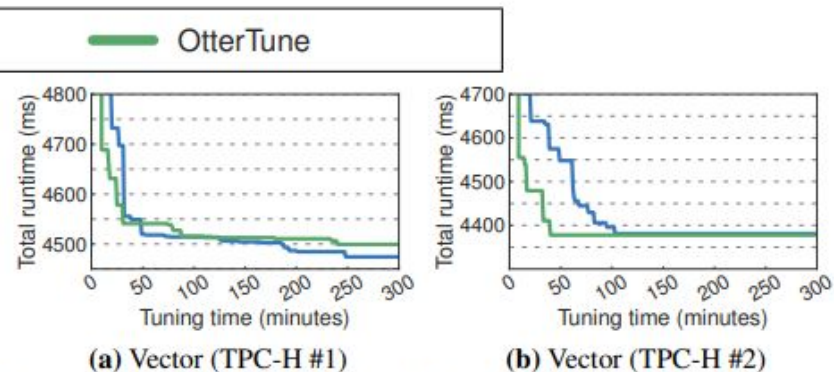 OtterTune
Total runtime (ms)
4800
4700
4600
4500
0 50 100 150 200 250 300
Tuning time (minutes)
(a) Vector (TPC-H #1)
Total runtime (ms)
4700
4600
4500
4400
0 50 100 150 200 250 300
Tuning time (minutes)
(b) Vector (TPC-H #2)